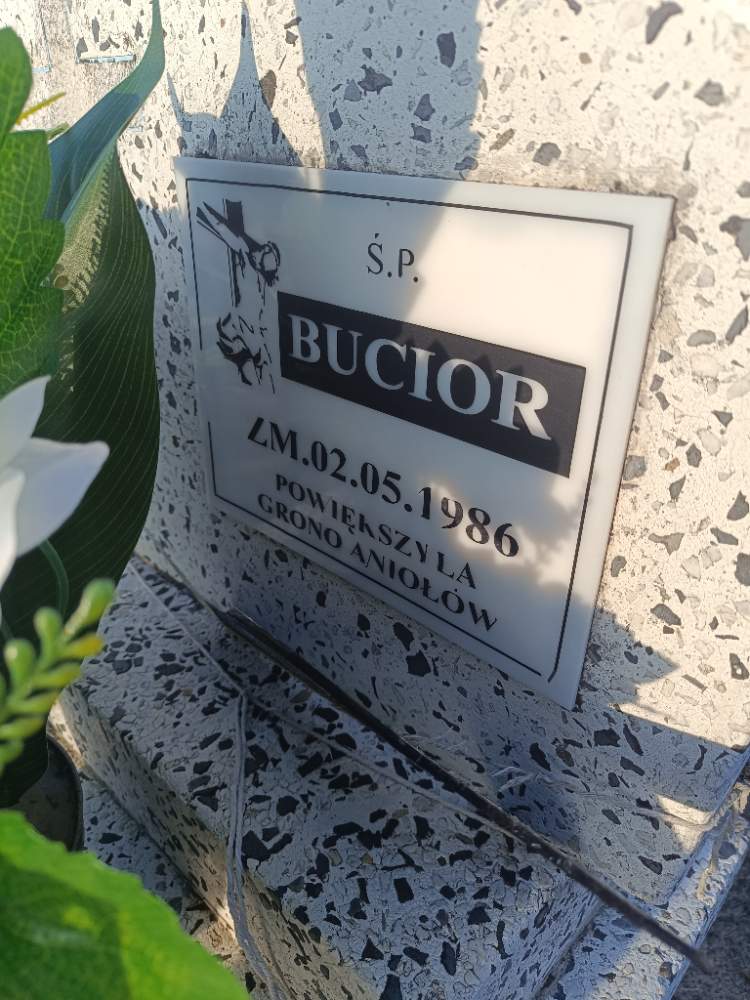 Ś.P.
BUCIOR
ZM.02.05.1986
POWIĘKSZYŁA
GRONO ANIOŁÓW